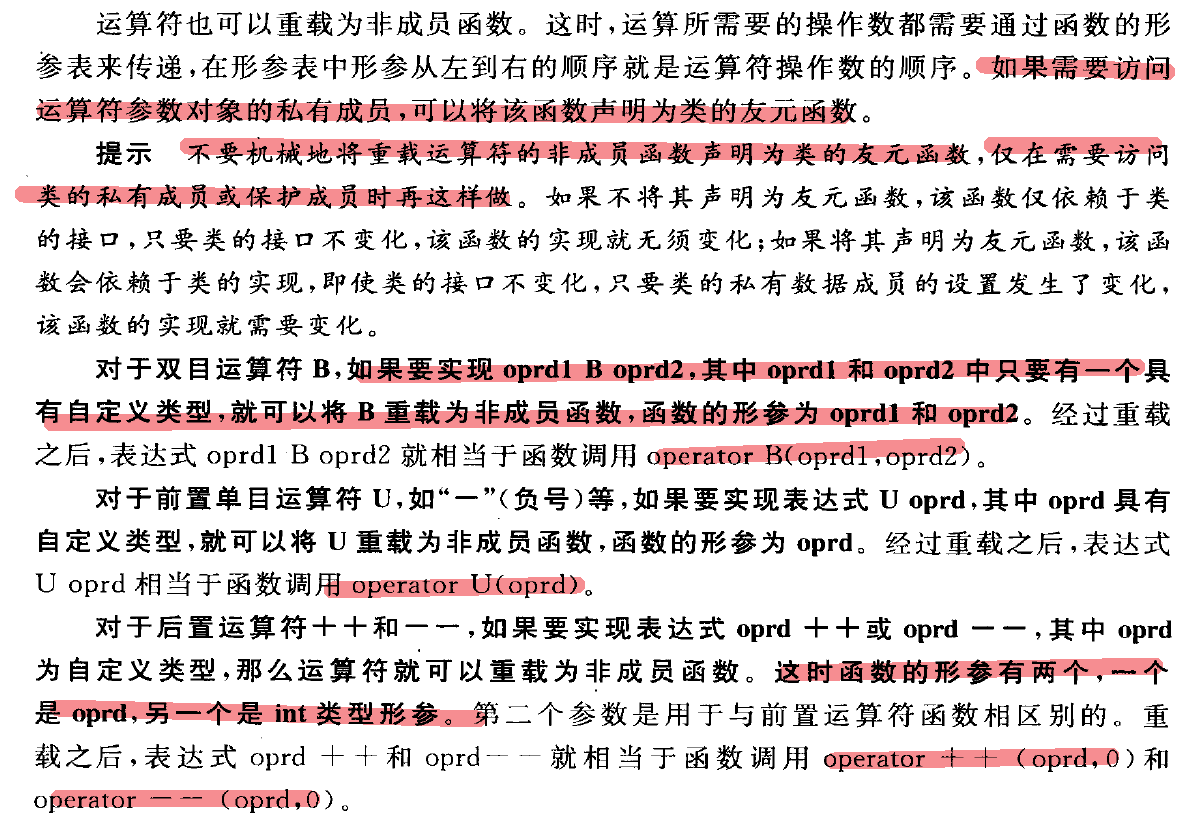 运算符也可以重载为非成员函数。这时,运算所需要的操作数都需要通过函数的形
参表来传递,在形参表中形参从左到右的顺序就是运算符操作数的顺序。如果需要访问
运算符参数对象的私有成员,可以将该函数声明为类的友元函数。
提示 不要机械地将重载运算符的非成员函数声明为类的友元函数,仅在需要访问
类的私有成员或保护成员时再这样做。如果不将其声明为友元函数,该函数仅依赖于类
的接口,只要类的接口不变化,该函数的实现就无须变化;如果将其声明为友元函数,该函
数会依赖于类的实现,即使类的接口不变化,只要类的私有数据成员的设置发生了变化,
该函数的实现就需要变化。
对于双目运算符 B,如果要实现 oprd1 B oprd2,其中 oprd1 和 oprd2 中只要有一个具
有自定义类型,就可以将 B 重载为非成员函数,函数的形参为 oprd1 和 oprd2。经过重载
之后,表达式 oprd1 B oprd2 就相当于函数调用 operator B(oprd1,oprd2)。
对于前置单目运算符 U,如“－”(负号)等,如果要实现表达式 U oprd,其中 oprd 具有
自定义类型,就可以将 U 重载为非成员函数,函数的形参为 oprd。经过重载之后,表达式
U oprd 相当于函数调用 operator U(oprd)。
对于后置运算符＋＋和－－,如果要实现表达式 oprd ＋＋或 oprd －－,其中 oprd
为自定义类型,那么运算符就可以重载为非成员函数。这时函数的形参有两个,一个
是 oprd,另一个是 int 类型形参。第二个参数是用于与前置运算符函数相区别的。重
载之后,表达式 oprd ＋＋和 oprd－－就相当于函数调用 operator ＋＋ (oprd,0)和
operator －－ (oprd,0)。